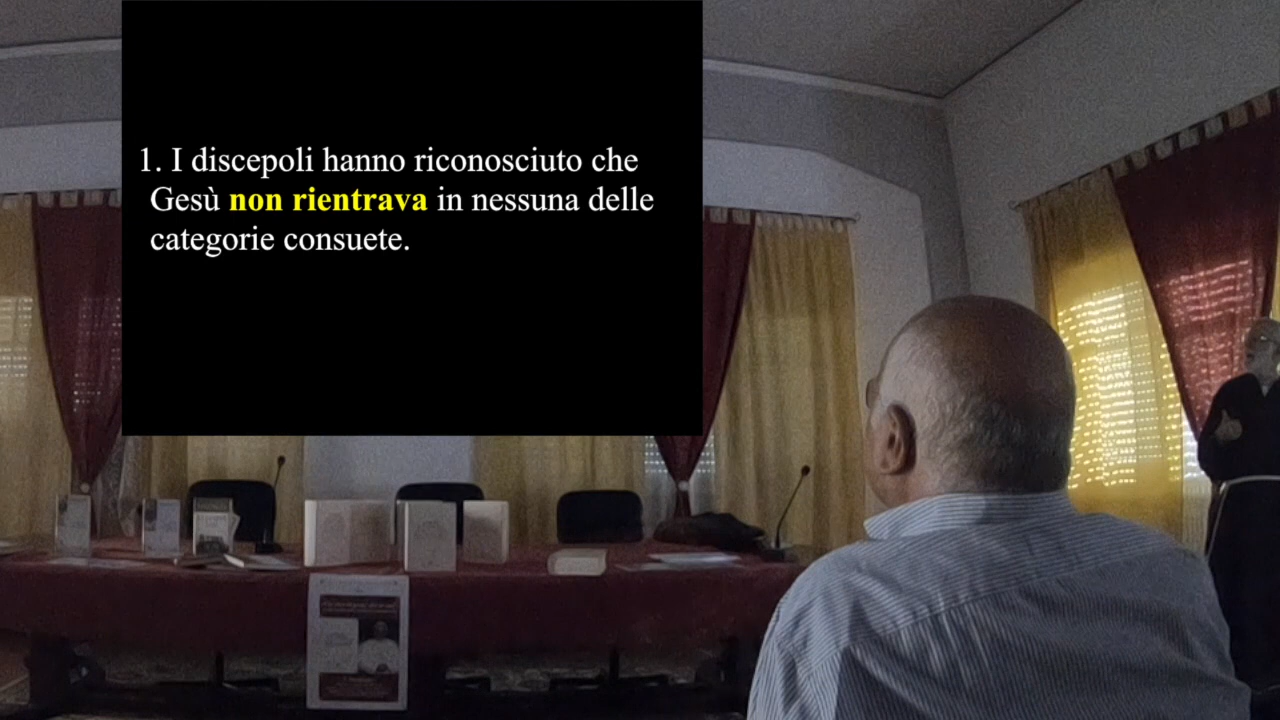 1. I discepoli hanno riconosciuto che
Gesù non rientrava in nessuna delle
categorie consuete.